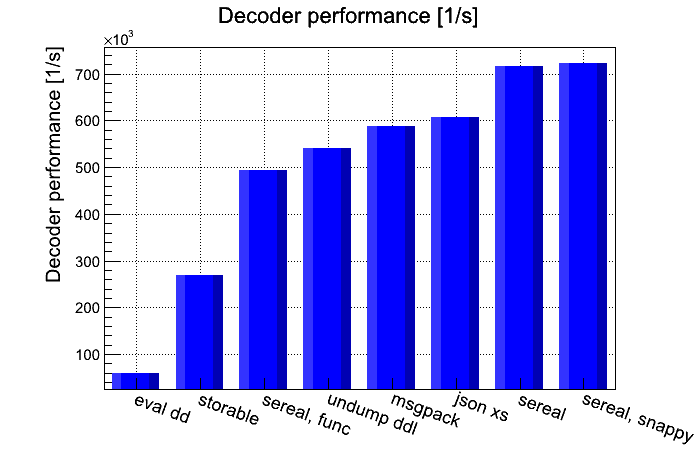 Decoder performance [1/s]
×10³
Decoder performance [1/s]
700
600
500
400
300
200
100
eval dd
storable
sereal, func
undump ddl
msgpack
json xs
sereal
sereal, snappy